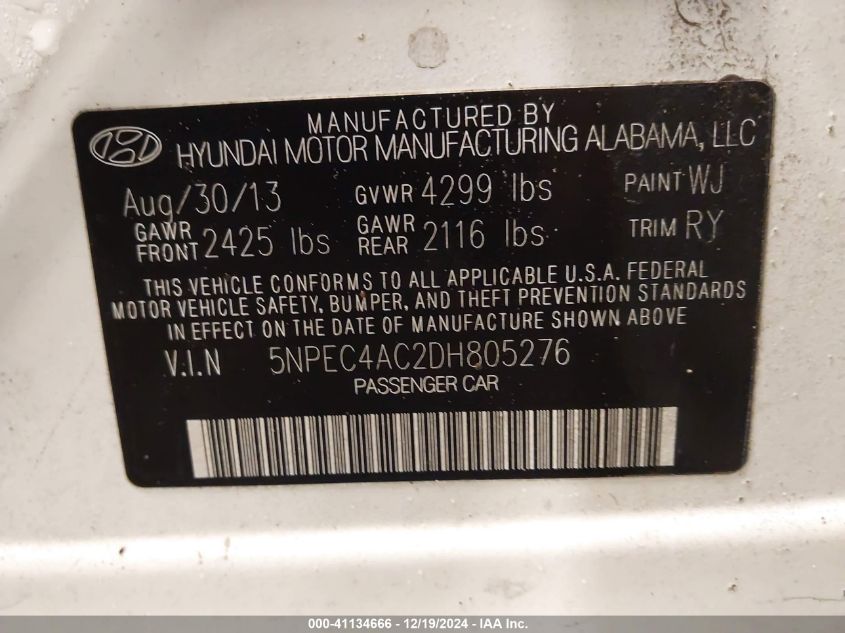 MANUFACTURED BY
HYUNDAI MOTOR MANUFACTURING ALABAMA, LLC
Aug/30/13 GVWR 4299 lbs PAINT WJ
GAWR FRONT 2425 lbs GAWR REAR 2116 lbs TRIM RY
THIS VEHICLE CONFORMS TO ALL APPLICABLE U.S.A. FEDERAL
MOTOR VEHICLE SAFETY, BUMPER, AND THEFT PREVENTION STANDARDS
IN EFFECT ON THE DATE OF MANUFACTURE SHOWN ABOVE
V.I.N 5NPEC4AC2DH805276
PASSENGER CAR
000-41134666 - 12/19/2024 - IAA Inc.